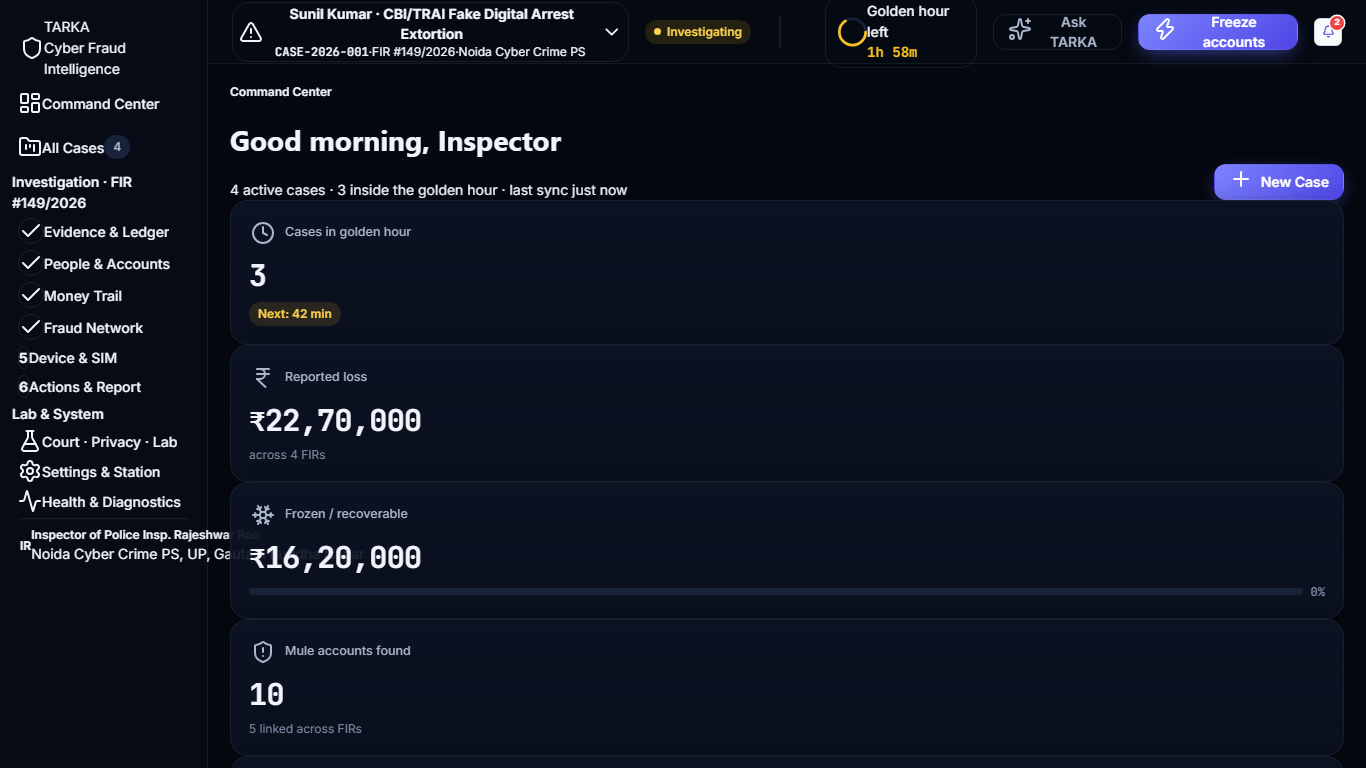 TARKA
Cyber Fraud
Intelligence
Command Center
All Cases 4
Investigation · FIR
#149/2026
Evidence & Ledger
People & Accounts
Money Trail
Fraud Network
5 Device & SIM
6 Actions & Report
Lab & System
Court · Privacy · Lab
Settings & Station
Health & Diagnostics
IR
Inspector of Police Insp. Rajeshwar Rao
Noida Cyber Crime PS, UP,
Sunil Kumar · CBI/TRAI Fake Digital Arrest
Extortion
CASE-2026-001·FIR #149/2026·Noida Cyber Crime PS
Investigating
Golden hour
left
1h 58m
Ask
TARKA
Freeze
accounts
2
Command Center
Good morning, Inspector
4 active cases · 3 inside the golden hour · last sync just now
New Case
Cases in golden hour
3
Next: 42 min
Reported loss
₹22,70,000
across 4 FIRs
Frozen / recoverable
₹16,20,000
0%
Mule accounts found
10
5 linked across FIRs